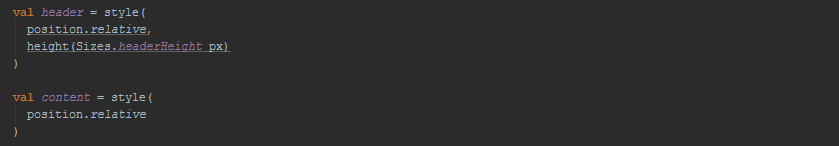 val header = style(
  position.relative,
  height(Sizes.headerHeight px)
)

val content = style(
  position.relative
)